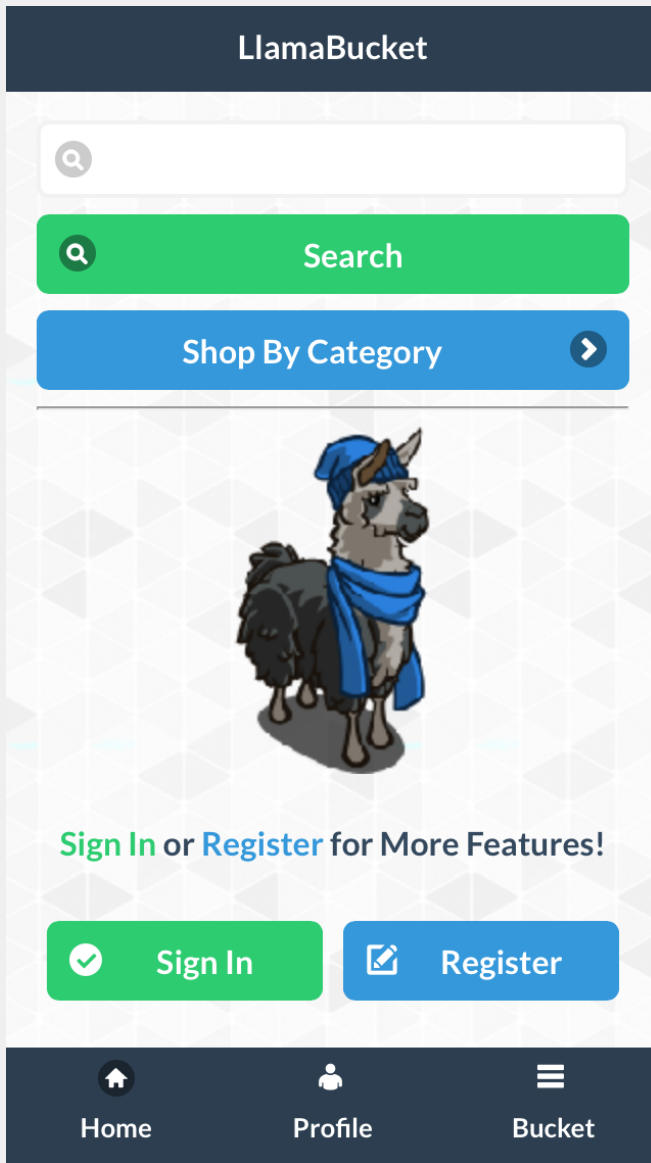 LlamaBucket
Search
Shop By Category
Sign In or Register for More Features!
Sign In Register
Home Profile Bucket